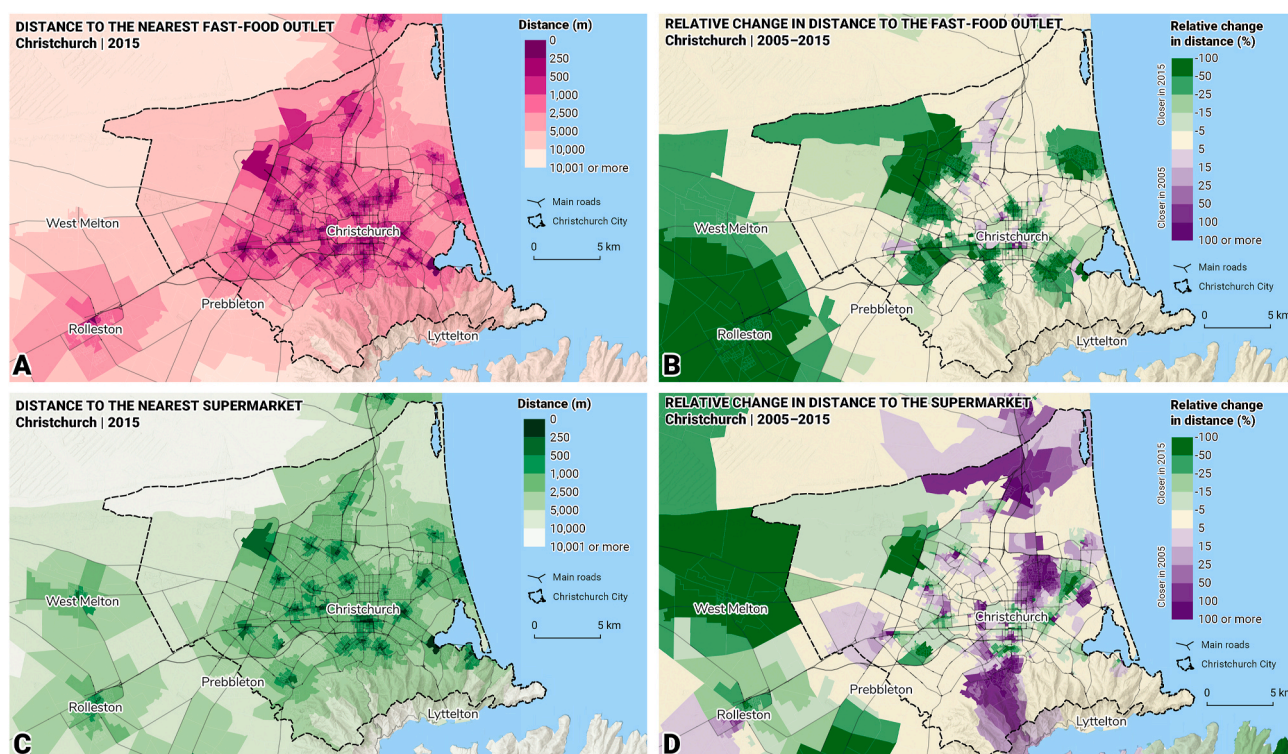 DISTANCE TO THE NEAREST FAST-FOOD OUTLET
Christchurch | 2015
Distance (m)
0
250
500
1,000
2,500
5,000
10,000
10,001 or more
Main roads
Christchurch City
0 5 km
West Melton
Christchurch
Prebbleton
Rolleston
Lyttelton
A
RELATIVE CHANGE IN DISTANCE TO THE FAST-FOOD OUTLET
Christchurch | 2005–2015
Relative change
in distance (%)
Closer in 2015
Closer in 2005
-100
-50
-25
-15
-5
5
15
25
50
100
100 or more
Main roads
Christchurch City
0 5 km
West Melton
Christchurch
Prebbleton
Rolleston
Lyttelton
B
DISTANCE TO THE NEAREST SUPERMARKET
Christchurch | 2015
Distance (m)
0
250
500
1,000
2,500
5,000
10,000
10,001 or more
Main roads
Christchurch City
0 5 km
West Melton
Christchurch
Prebbleton
Rolleston
Lyttelton
C
RELATIVE CHANGE IN DISTANCE TO THE SUPERMARKET
Christchurch | 2005–2015
Relative change
in distance (%)
Closer in 2015
Closer in 2005
-100
-50
-25
-15
-5
5
15
25
50
100
100 or more
Main roads
Christchurch City
0 5 km
West Melton
Christchurch
Prebbleton
Rolleston
Lyttelton
D